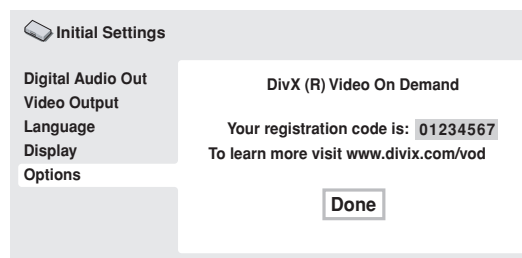 Initial Settings
Digital Audio Out
Video Output
Language
Display
Options
DivX (R) Video On Demand
Your registration code is: 01234567
To learn more visit www.divix.com/vod
Done